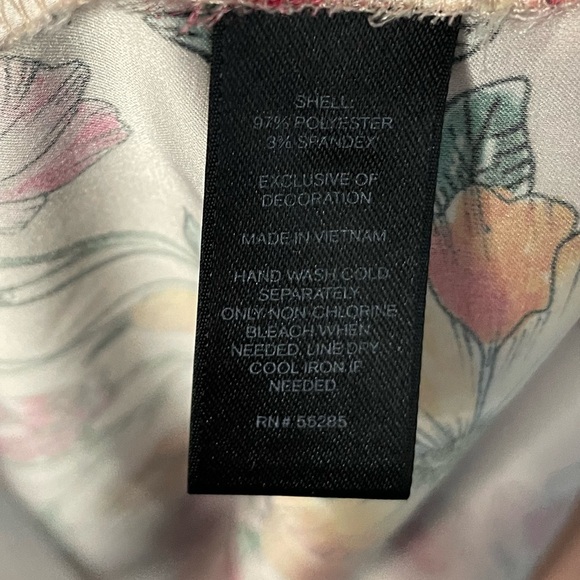 SHELL:
97% POLYESTER
3% SPANDEX
EXCLUSIVE OF
DECORATION
MADE IN VIETNAM
HAND WASH COLD
SEPARATELY.
ONLY NON CHLORINE
BLEACH WHEN
NEEDED. LINE DRY.
COOL IRON IF
NEEDED.
RN# 55285